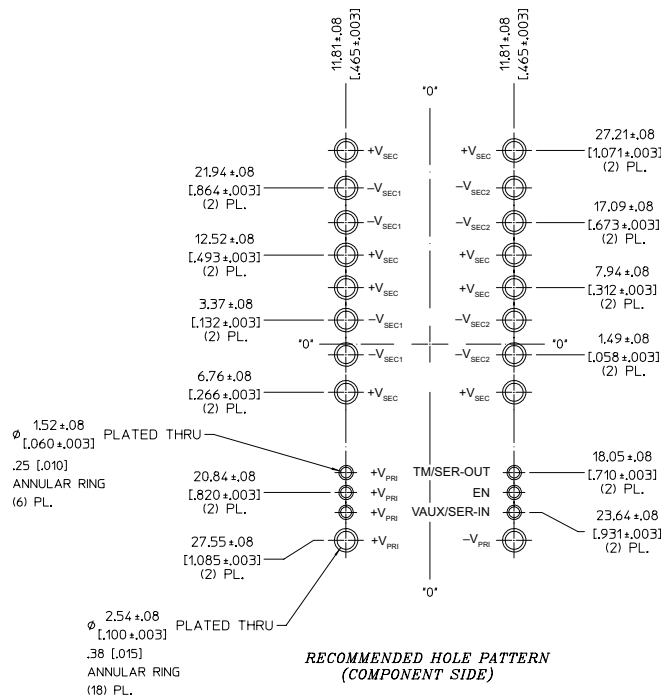 11.81±.08
[.465±.003]
11.81±.08
[.465±.003]
"0"
+VSEC
+VSEC
27.21±.08
[1.071±.003]
(2) PL.
21.94±.08
[.864±.003]
(2) PL.
–VSEC1
–VSEC2
–VSEC1
–VSEC2
17.09±.08
[.673±.003]
(2) PL.
12.52±.08
[.493±.003]
(2) PL.
+VSEC
+VSEC
+VSEC
+VSEC
7.94±.08
[.312±.003]
(2) PL.
3.37±.08
[.132±.003]
(2) PL.
–VSEC1
–VSEC2
"0"
"0"
–VSEC1
–VSEC2
1.49±.08
[.058±.003]
(2) PL.
6.76±.08
[.266±.003]
(2) PL.
+VSEC
+VSEC
ø 1.52±.08
[.060±.003]
PLATED THRU
.25 [.010]
ANNULAR RING
(6) PL.
+VPRI
TM/SER-OUT
18.05±.08
[.710±.003]
(2) PL.
20.84±.08
[.820±.003]
(2) PL.
+VPRI
EN
+VPRI
VAUX/SER-IN
23.64±.08
[.931±.003]
(2) PL.
27.55±.08
[1.085±.003]
(2) PL.
+VPRI
–VPRI
"0"
ø 2.54±.08
[.100±.003]
PLATED THRU
.38 [.015]
ANNULAR RING
(18) PL.
RECOMMENDED HOLE PATTERN
(COMPONENT SIDE)